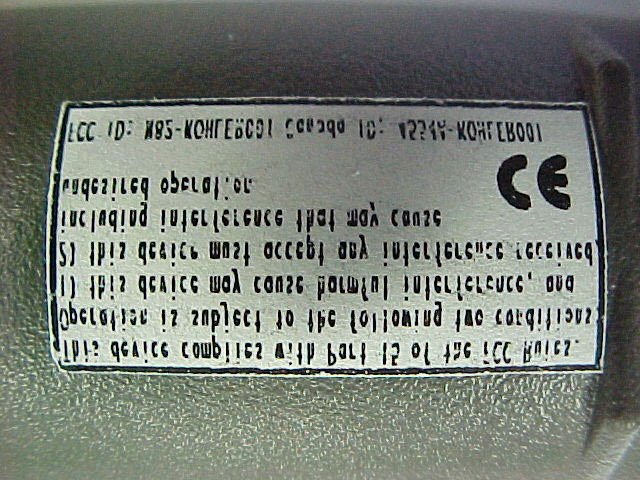 This device complies with Part 15 of the FCC Rules.
Operation is subject to the following two conditions
1) this device may cause harmful interference, and
2) this device must accept any interference received
including interference that may cause
undesired operation.
CE
FCC ID: N82-KOHLER001 Canada ID: